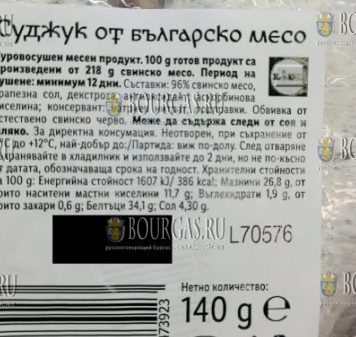 Суджук от българско месо
Суровосушен месен продукт. 100 g готов продукт са
произведени от 218 g свинско месо. Период на
сушене: минимум 12 дни. Съставки: 96% свинско месо,
трапезна сол, декстроза,
киселина; консервант: Обвивка от
естествено свинско черво. Може да съдържа следи от соя и
мляко. За директна консумация. Неотворен, при съхранение от
до +12°C, най-добър до:/Партида: виж по-долу. След отваряне
съхранявайте в хладилник и използвайте до 2 дни, но не по-късно
от датата, обозначаваща срока на годност. Хранителни стойности
за 100 g: Енергийна стойност 1607 kJ/ 386 kcal; Мазнини 26,8 g, от
които наситени мастни киселини 11,7 g; Въглехидрати 1,9 g, от
които захари 0,6 g; Белтъци 34,1 g; Сол 4,30 g.
BOURGAS.RU
L70576
Нетно количество:
140 g e
73923